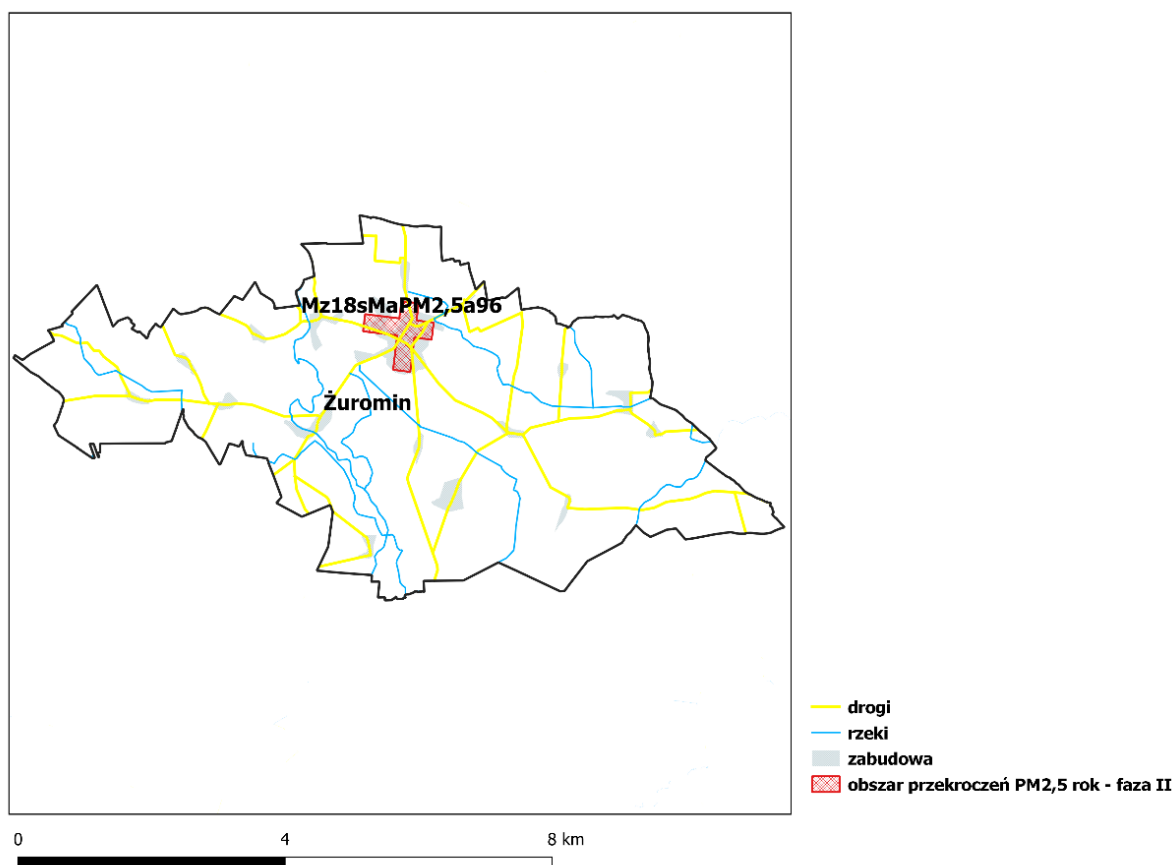 Mz18sMaPM2,5a96
Żuromin
drogi
rzeki
zabudowa
obszar przekroczeń PM2,5 rok - faza II
0 4 8 km